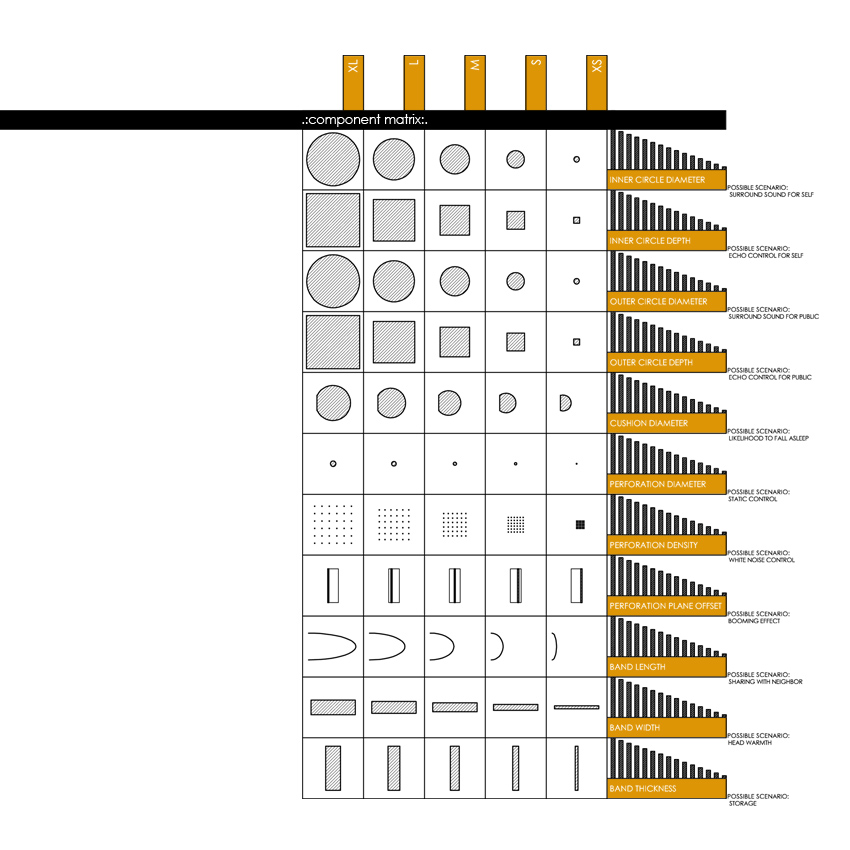 XL
L
M
S
XS
.:component matrix:.
INNER CIRCLE DIAMETER
POSSIBLE SCENARIO:
SURROUND SOUND FOR SELF
INNER CIRCLE DEPTH
POSSIBLE SCENARIO:
ECHO CONTROL FOR SELF
OUTER CIRCLE DIAMETER
POSSIBLE SCENARIO:
SURROUND SOUND FOR PUBLIC
OUTER CIRCLE DEPTH
POSSIBLE SCENARIO:
ECHO CONTROL FOR PUBLIC
CUSHION DIAMETER
POSSIBLE SCENARIO:
LIKELIHOOD TO FALL ASLEEP
PERFORATION DIAMETER
POSSIBLE SCENARIO:
STATIC CONTROL
PERFORATION DENSITY
POSSIBLE SCENARIO:
WHITE NOISE CONTROL
PERFORATION PLANE OFFSET
POSSIBLE SCENARIO:
BOOMING EFFECT
BAND LENGTH
POSSIBLE SCENARIO:
SHARING WITH NEIGHBOR
BAND WIDTH
POSSIBLE SCENARIO:
HEAD WARMTH
BAND THICKNESS
POSSIBLE SCENARIO:
STORAGE